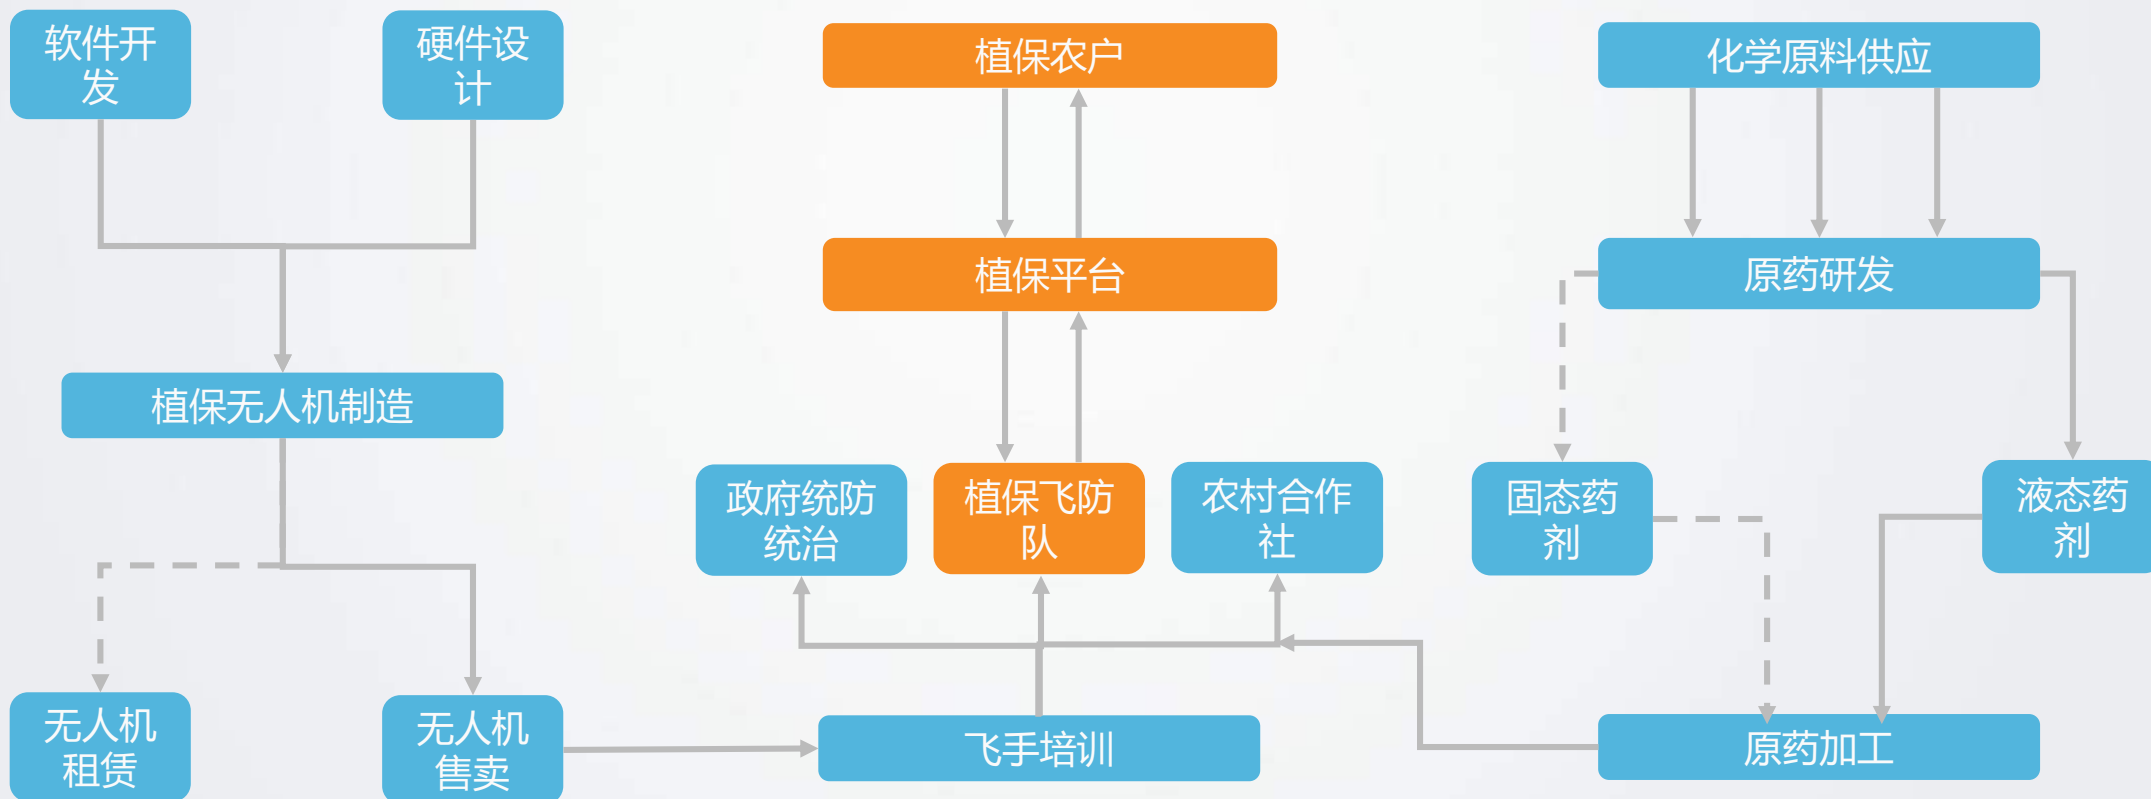 软件开
发
硬件设
计
植保农户
化学原料供应
植保平台
原药研发
植保无人机制造
政府统防
统治
植保飞防
队
农村合作
社
固态药
剂
液态药
剂
无人机
租赁
无人机
售卖
飞手培训
原药加工